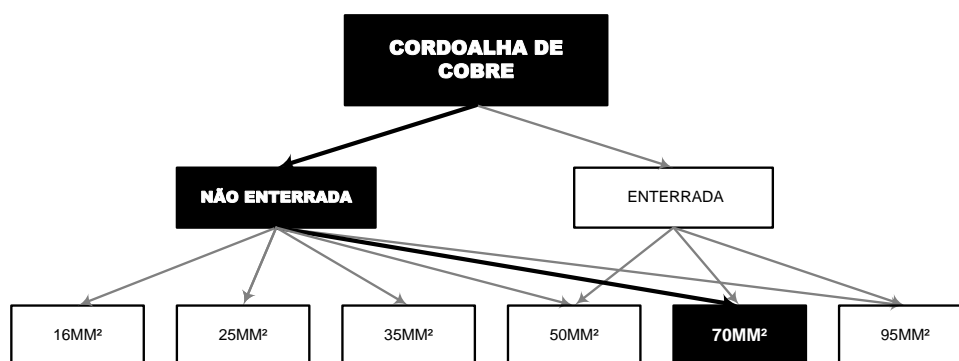 CORDOALHA DE
COBRE
NÃO ENTERRADA
ENTERRADA
16MM²
25MM²
35MM²
50MM²
70MM²
95MM²